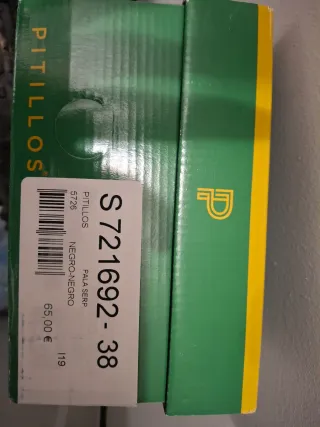 PITILLOS
P
S 721692 - 38
PITILLOS PALA SERP.
5726 NEGRO-NEGRO
65,00 € I19